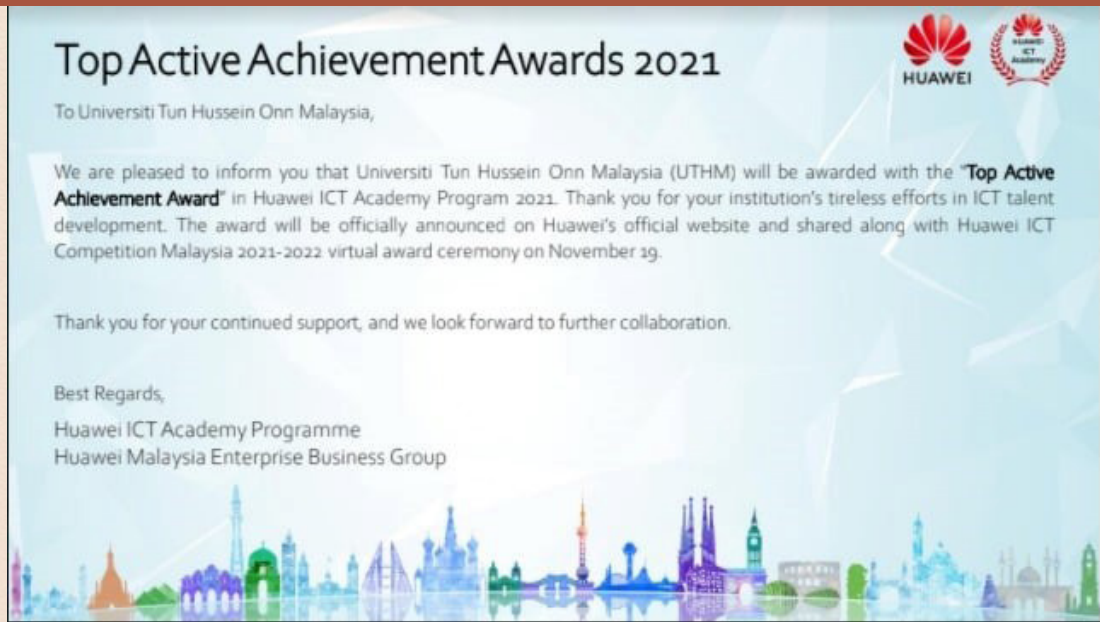 Top Active Achievement Awards 2021
HUAWEI
HUAWEI
ICT
Academy
To Universiti Tun Hussein Onn Malaysia,
We are pleased to inform you that Universiti Tun Hussein Onn Malaysia (UTHM) will be awarded with the "Top Active
Achievement Award" in Huawei ICT Academy Program 2021. Thank you for your institution's tireless efforts in ICT talent
development. The award will be officially announced on Huawei's official website and shared along with Huawei ICT
Competition Malaysia 2021-2022 virtual award ceremony on November 19.
Thank you for your continued support, and we look forward to further collaboration.
Best Regards,
Huawei ICT Academy Programme
Huawei Malaysia Enterprise Business Group